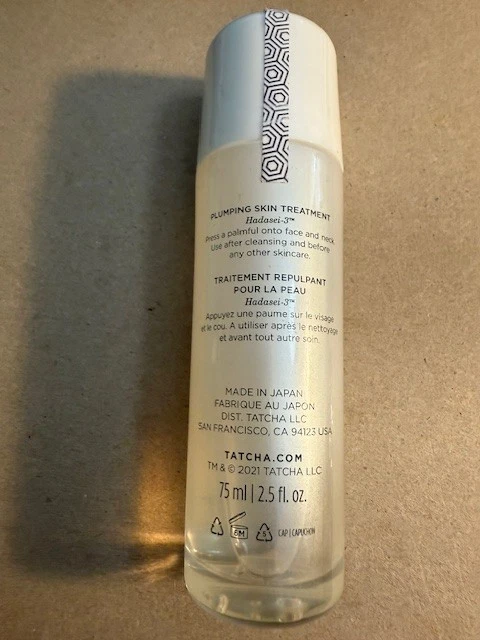 PLUMPING SKIN TREATMENT
Hadasei-3™
Press a palmful onto face and neck.
Use after cleansing and before
any other skincare.
TRAITEMENT REPULPANT
POUR LA PEAU
Hadasei-3™
Appuyez une paume sur le visage
et le cou. A utiliser après le nettoyage
et avant tout autre soin.
MADE IN JAPAN
FABRIQUE AU JAPON
DIST. TATCHA LLC
SAN FRANCISCO, CA 94123 USA
TATCHA.COM
TM & © 2021 TATCHA LLC
75 ml | 2.5 fl. oz.
6M 5 CAP | CAPUCHON